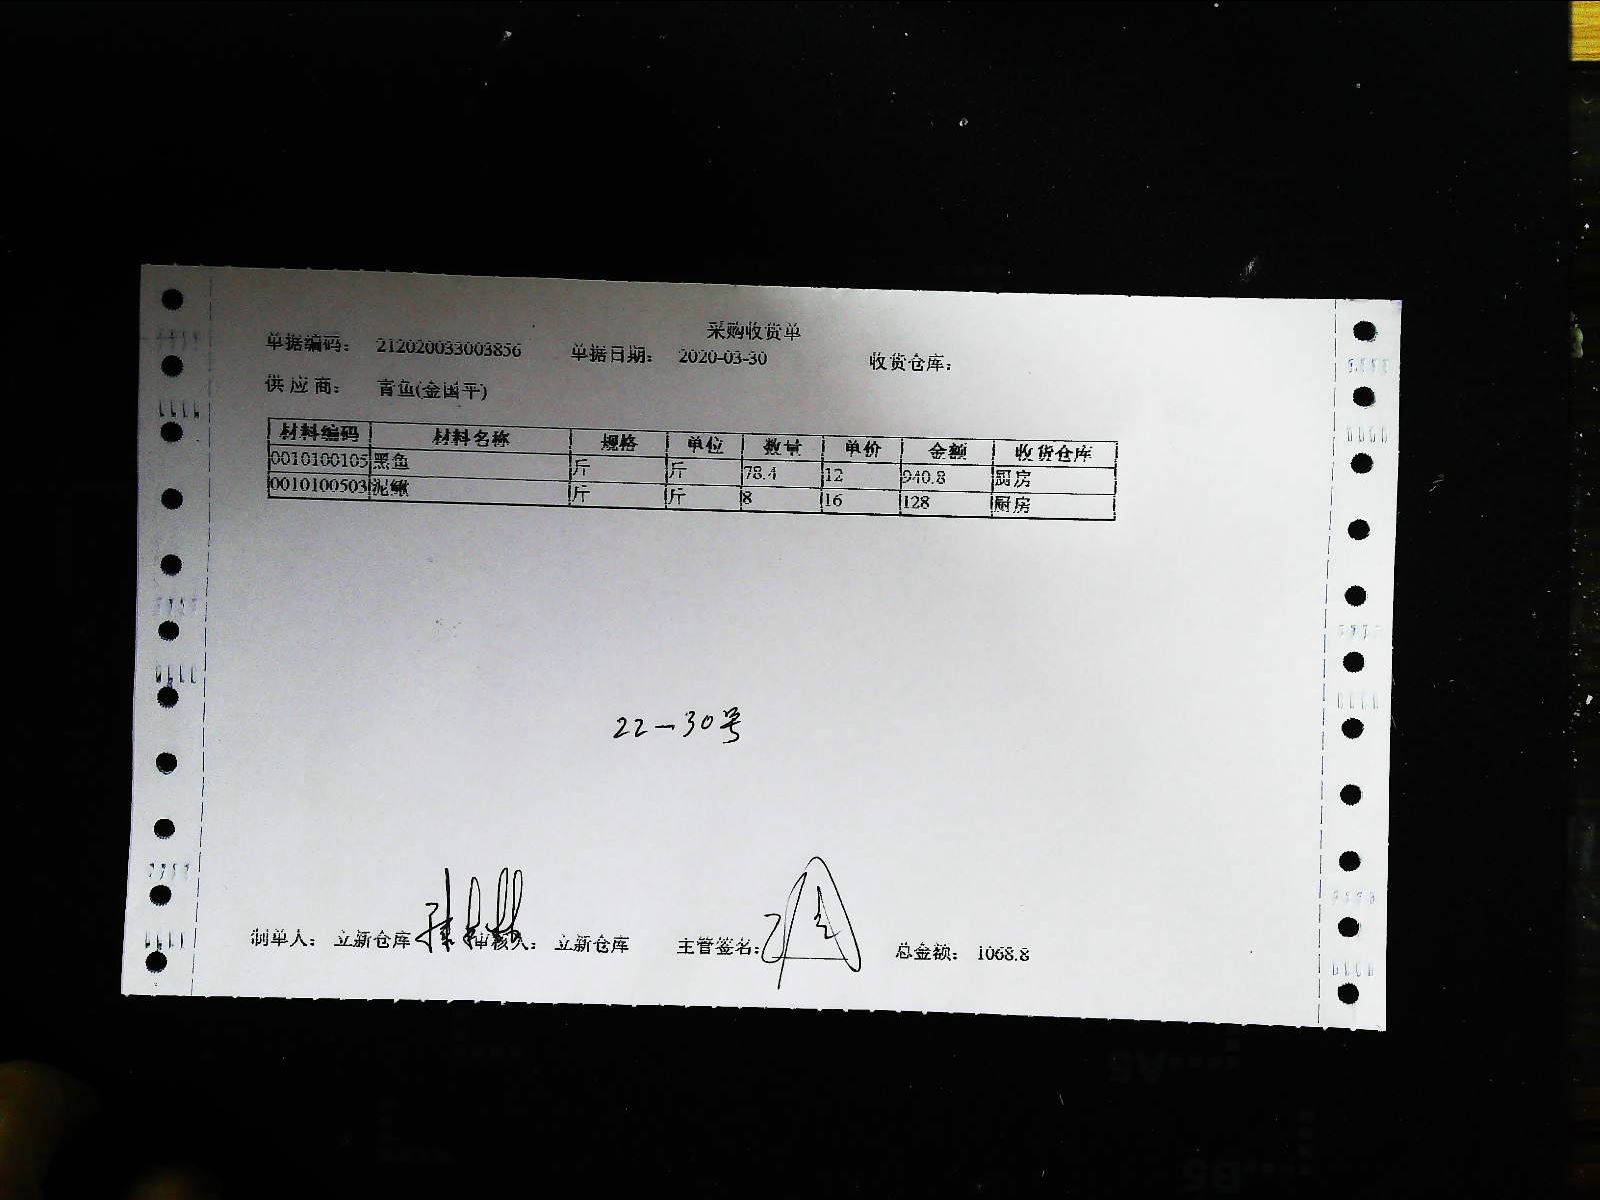 采购收货单
单据编码： 212020033003856 单据日期： 2020-03-30 收货仓库：
供应商： 青鱼(金国平)
材料编码 材料名称 规格 单位 数量 单价 金额 收货仓库
0010100105 黑鱼 斤 斤 78.4 12 940.8 厨房
0010100503 泥鳅 斤 斤 8 16 128 厨房
22-30号
制单人： 立新仓库 审核人： 立新仓库 主管签名： 总金额： 1068.8